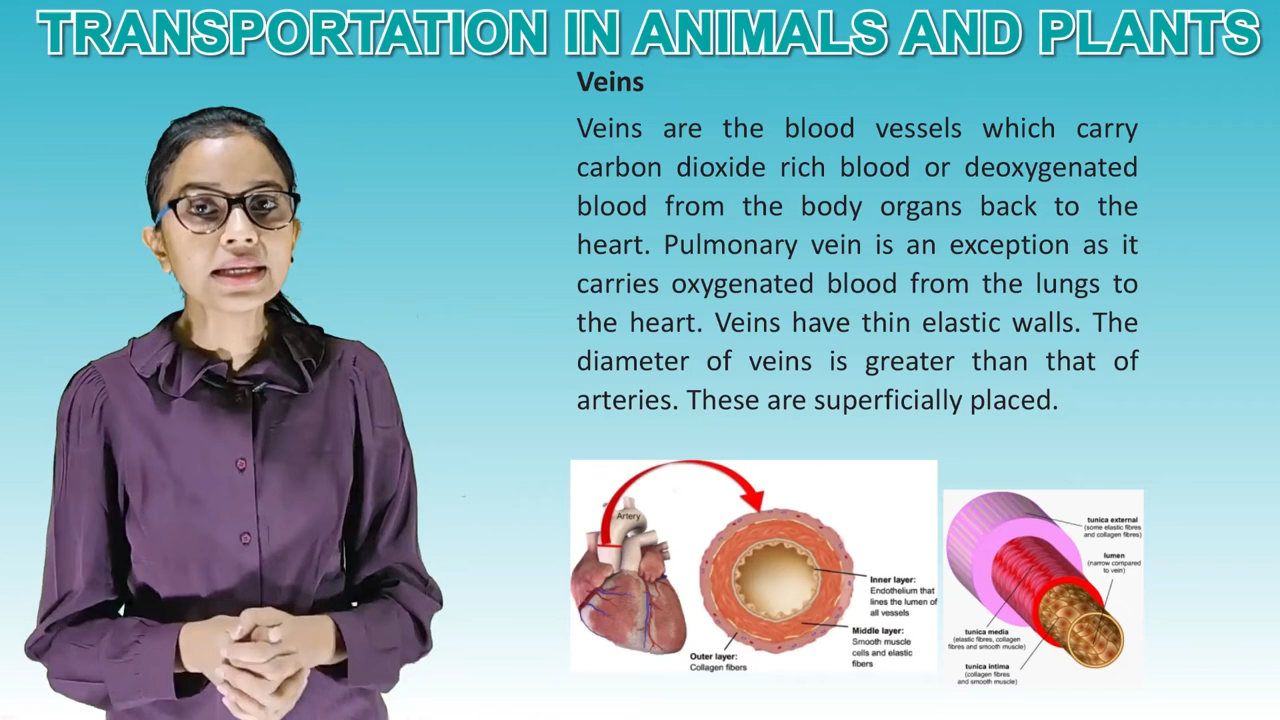 TRANSPORTATION IN ANIMALS AND PLANTS
Veins
Veins are the blood vessels which carry
carbon dioxide rich blood or deoxygenated
blood from the body organs back to the
heart. Pulmonary vein is an exception as it
carries oxygenated blood from the lungs to
the heart. Veins have thin elastic walls. The
diameter of veins is greater than that of
arteries. These are superficially placed.
Artery
Inner layer:
Endothelium that
lines the lumen of
all vessels
Middle layer:
Smooth muscle
cells and elastic
fibers
Outer layer:
Collagen fibers
tunica external
(some elastic fibres
and collagen fibres)
lumen
(narrow compared
to vein)
tunica media
(elastic fibres, collagen
fibres and smooth muscle)
tunica intima
(collagen fibres
and smooth muscle)